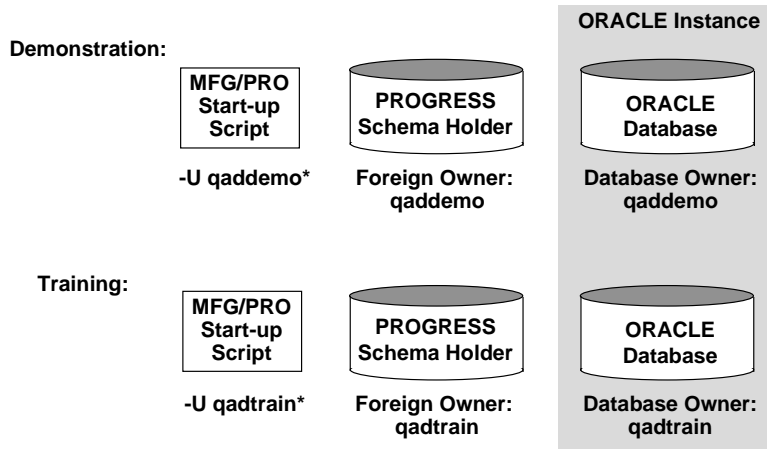 ORACLE Instance
Demonstration:
MFG/PRO
Start-up
Script
PROGRESS
Schema Holder
ORACLE
Database
-U qaddemo*
Foreign Owner:
qaddemo
Database Owner:
qaddemo
Training:
MFG/PRO
Start-up
Script
PROGRESS
Schema Holder
ORACLE
Database
-U qadtrain*
Foreign Owner:
qadtrain
Database Owner:
qadtrain